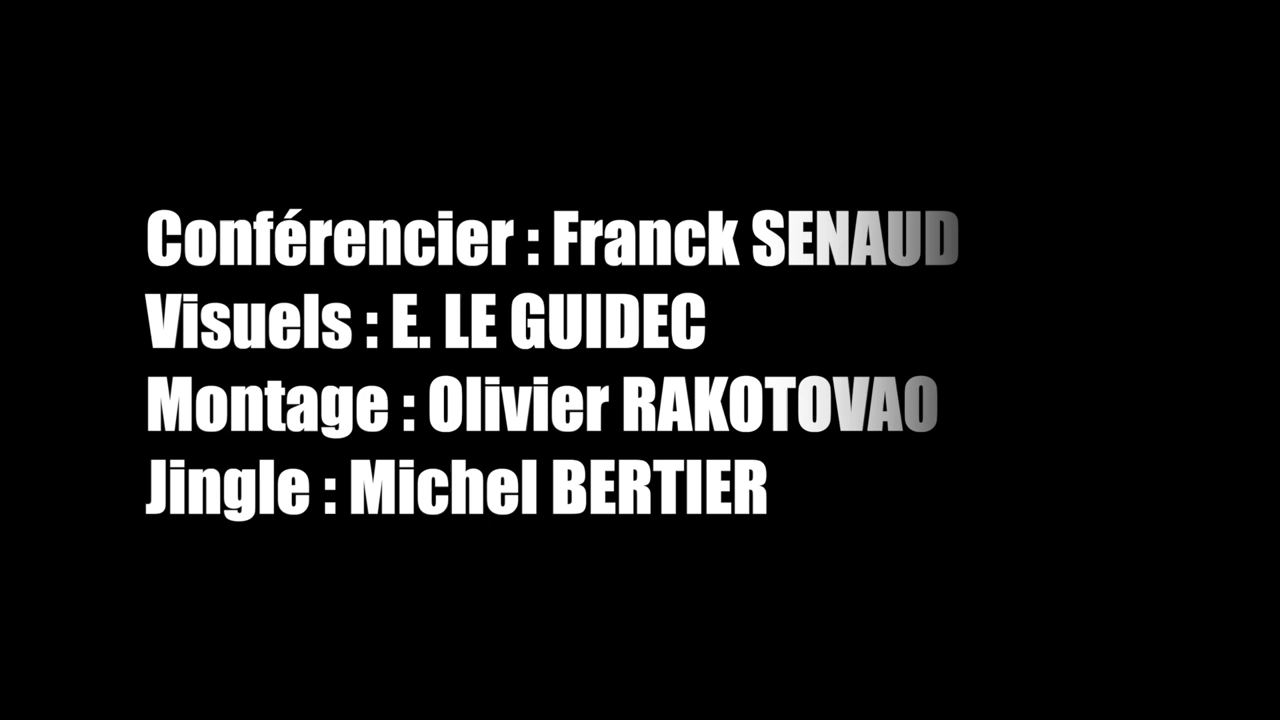 Conférencier : Franck SENAUD
Visuels : E. LE GUIDEC
Montage : Olivier RAKOTOVAO
Jingle : Michel BERTIER